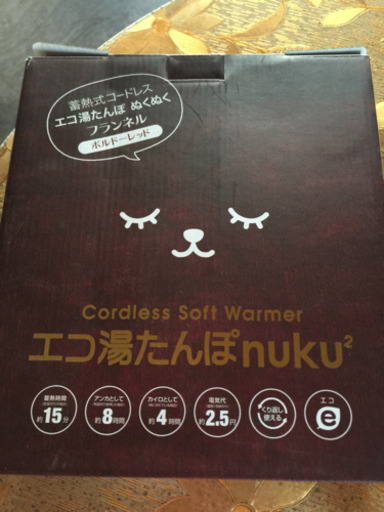 蓄熱式コードレス
エコ湯たんぽ ぬくぬく
フランネル
ボルドーレッド
Cordless Soft Warmer
エコ湯たんぽnuku²
蓄熱時間 アンカとして カイロとして 電気代 くり返し使える エコ
約15分 約8時間 約4時間 約2.5円 e